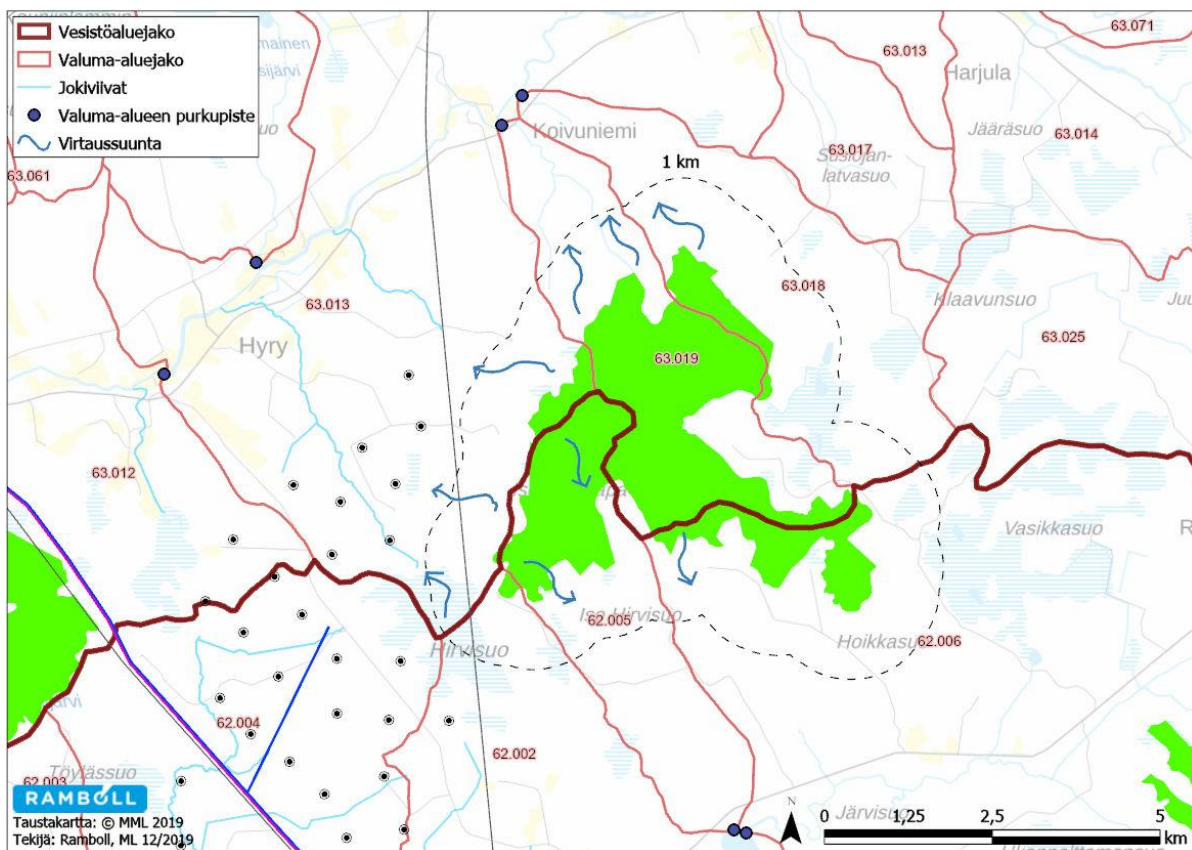 Vesistöaluejako
Valuma-aluejako
Jokiviivat
Valuma-alueen purkupiste
Virtaussuunta
63.071
63.013
Harjula
Koivuniemi
Jääräsuo
63.014
63.017
Susiojan-
latvasuo
1 km
63.061
63.018
Klaavunsuo
63.013
63.025
Hyry
63.019
63.012
Vasikkasuo
Iso Hirvisuo
62.005
Hirvisuo
Hoikkasuo
62.006
62.004
62.002
Töylässuo
62.003
RAMBOLL
Taustakartta: © MML 2019
Tekijä: Ramboll, ML 12/2019
Järvisuo
N
0 1,25 2,5 5
km